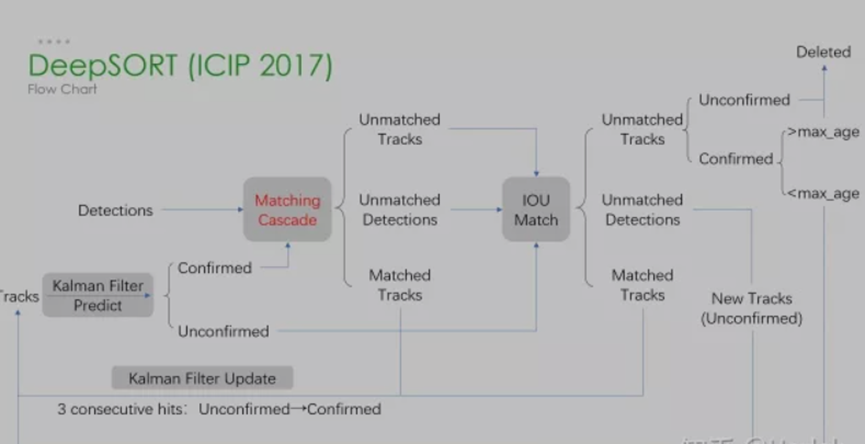 DeepSORT (ICIP 2017)
Flow Chart
Deleted
Unmatched
Tracks
Unmatched
Tracks
Unconfirmed
>max_age
Confirmed
<max_age
Detections
Matching
Cascade
Unmatched
Detections
IOU
Match
Unmatched
Detections
Confirmed
Matched
Tracks
Matched
Tracks
Tracks
Kalman Filter
Predict
New Tracks
(Unconfirmed)
Unconfirmed
Kalman Filter Update
3 consecutive hits: Unconfirmed→Confirmed